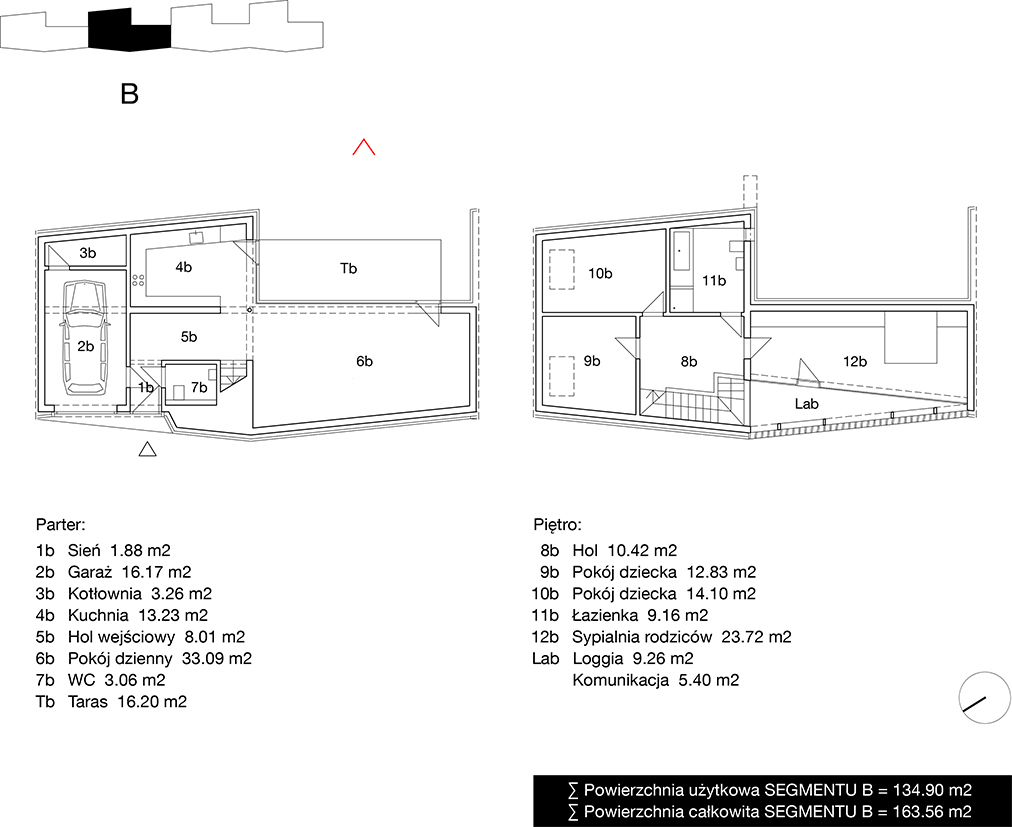 B
3b
4b
Tb
2b
5b
6b
1b
7b
10b
11b
9b
8b
12b
Lab
Parter:
1b Sień 1.88 m2
2b Garaż 16.17 m2
3b Kotłownia 3.26 m2
4b Kuchnia 13.23 m2
5b Hol wejściowy 8.01 m2
6b Pokój dzienny 33.09 m2
7b WC 3.06 m2
Tb Taras 16.20 m2
Piętro:
8b Hol 10.42 m2
9b Pokój dziecka 12.83 m2
10b Pokój dziecka 14.10 m2
11b Łazienka 9.16 m2
12b Sypialnia rodziców 23.72 m2
Lab Loggia 9.26 m2
Komunikacja 5.40 m2
∑ Powierzchnia użytkowa SEGMENTU B = 134.90 m2
∑ Powierzchnia całkowita SEGMENTU B = 163.56 m2